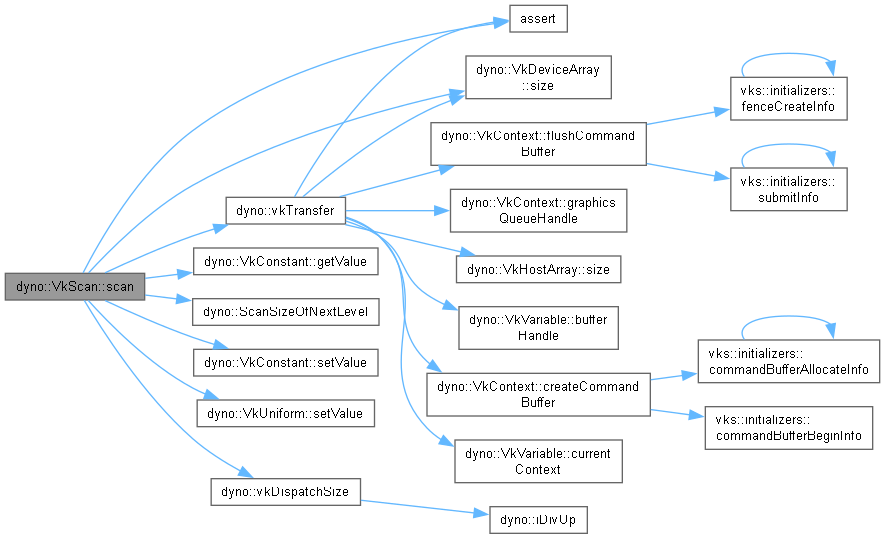 assert
dyno::VkDeviceArray
::size
vks::initializers::
fenceCreateInfo
dyno::VkContext::flushCommand
Buffer
vks::initializers::
submitInfo
dyno::vkTransfer
dyno::VkContext::graphics
QueueHandle
dyno::VkConstant::getValue
dyno::VkHostArray::size
dyno::VkScan::scan
dyno::ScanSizeOfNextLevel
dyno::VkVariable::buffer
Handle
dyno::VkConstant::setValue
vks::initializers::
commandBufferAllocateInfo
dyno::VkContext::createCommand
Buffer
dyno::VkUniform::setValue
vks::initializers::
commandBufferBeginInfo
dyno::VkVariable::current
Context
dyno::vkDispatchSize
dyno::iDivUp